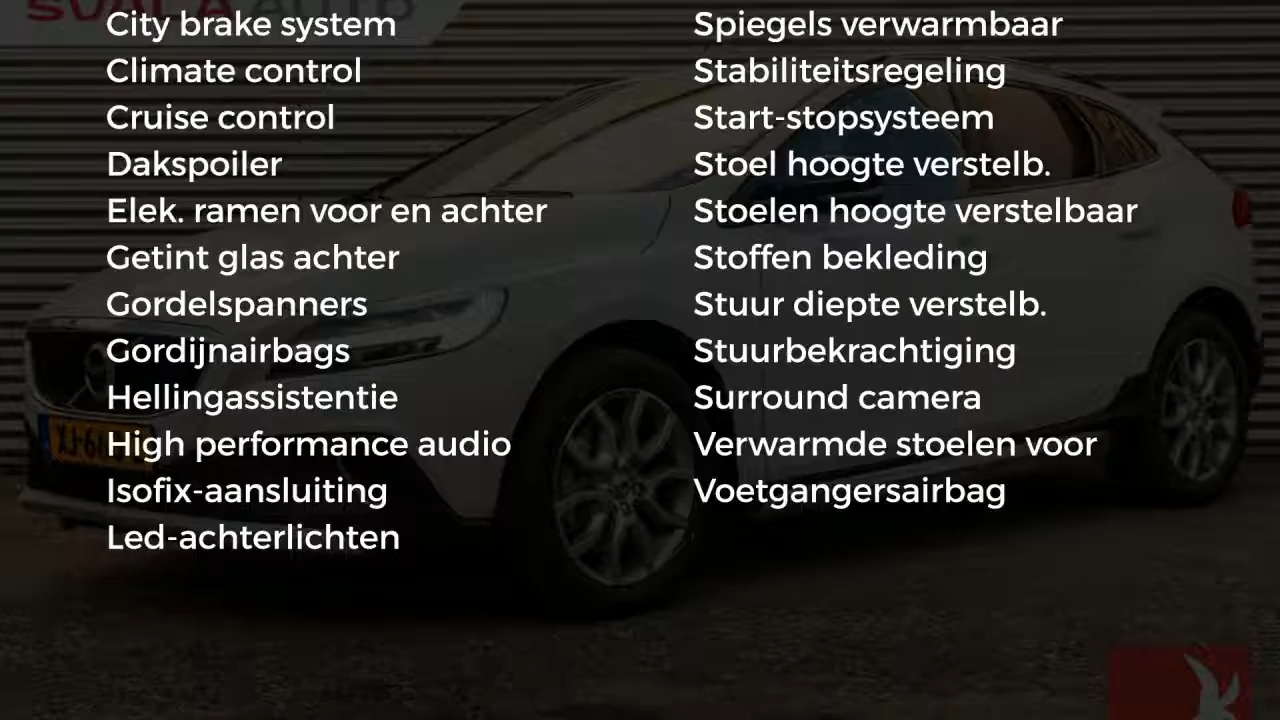 SVALA AUTO
City brake system
Climate control
Cruise control
Dakspoiler
Elek. ramen voor en achter
Getint glas achter
Gordelspanners
Gordijnairbags
Hellingassistentie
High performance audio
Isofix-aansluiting
Led-achterlichten
Spiegels verwarmbaar
Stabiliteitsregeling
Start-stopsysteem
Stoel hoogte verstelb.
Stoelen hoogte verstelbaar
Stoffen bekleding
Stuur diepte verstelb.
Stuurbekrachtiging
Surround camera
Verwarmde stoelen voor
Voetgangersairbag